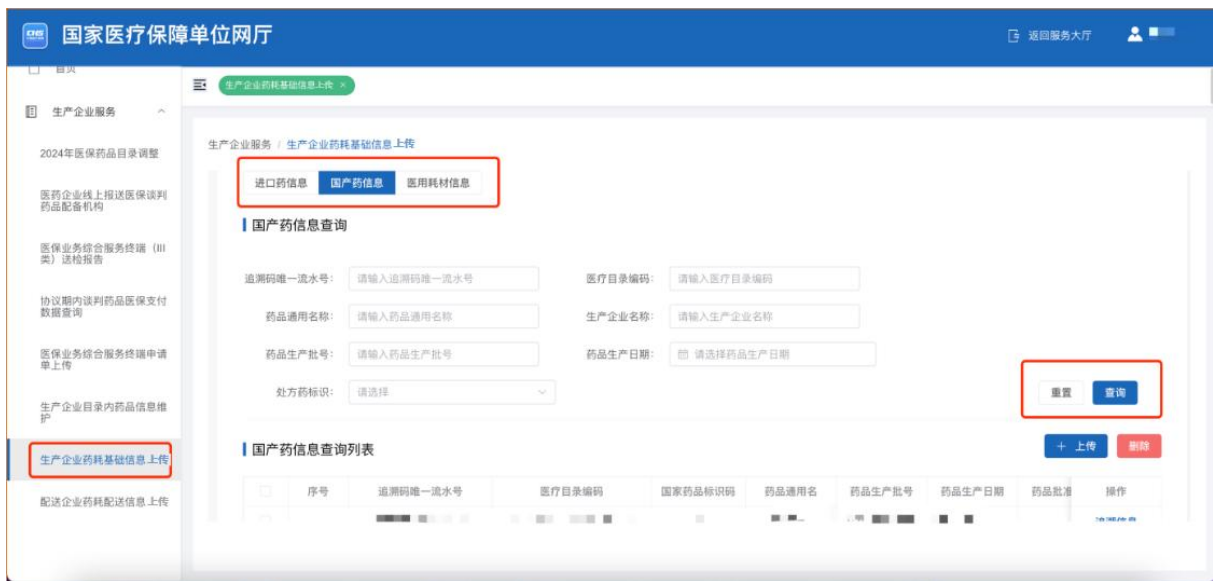 CHS
国家医疗保障单位网厅
返回服务大厅
首页
生产企业服务
2024年医保药品目录调整
医药企业线上报送医保谈判
药品配备机构
医保业务综合服务终端（III
类）送检报告
协议期内谈判药品医保支付
数据查询
医保业务综合服务终端申请
单上传
生产企业目录内药品信息维
护
生产企业药耗基础信息上传
配送企业药耗配送信息上传
生产企业药耗基础信息上传 ×
生产企业服务 / 生产企业药耗基础信息上传
进口药信息 国产药信息 医用耗材信息
国产药信息查询
追溯码唯一流水号： 请输入追溯码唯一流水号 医疗目录编码： 请输入医疗目录编码
药品通用名称： 请输入药品通用名称 生产企业名称： 请输入生产企业名称
药品生产批号： 请输入药品生产批号 药品生产日期： 请选择药品生产日期
处方药标识： 请选择
重置 查询
国产药信息查询列表
+ 上传 删除
序号 追溯码唯一流水号 医疗目录编码 国家药品标识码 药品通用名 药品生产批号 药品生产日期 药品批准 操作
追溯信息